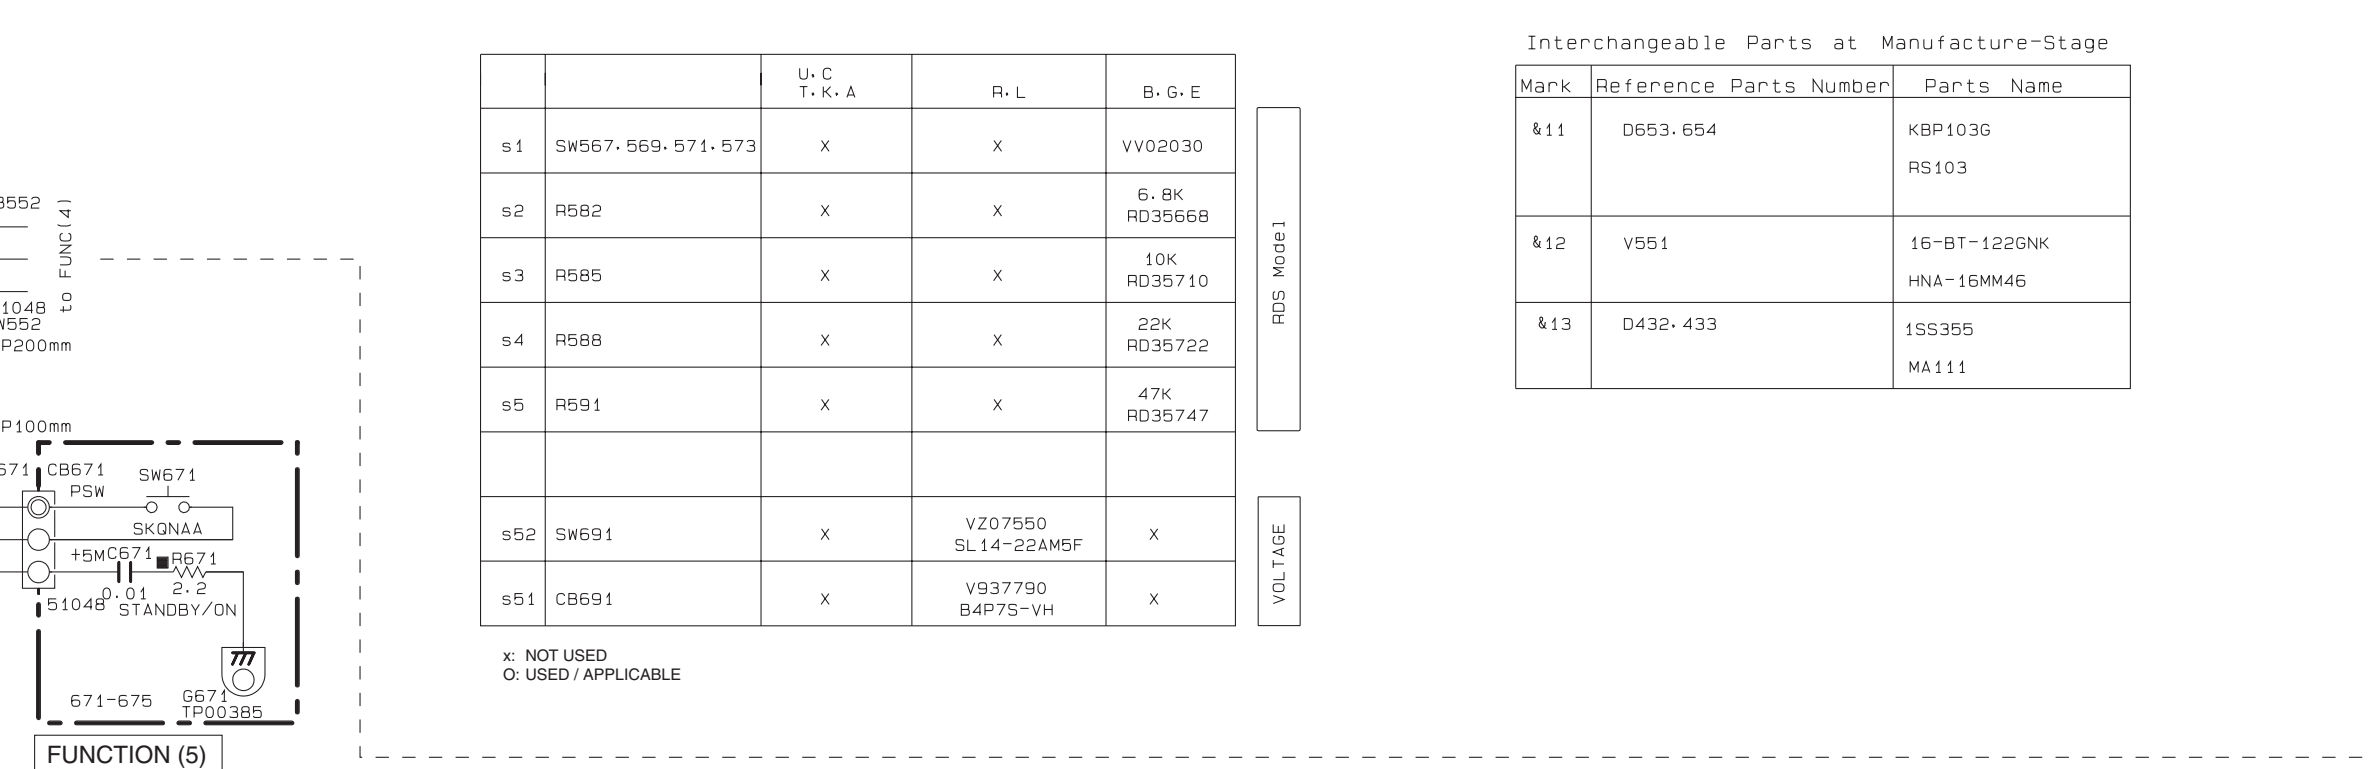 3552
to FUNC(4)
1048
W552
P200mm
P100mm
671
CB671
SW671
PSW
SKQNAA
+5M
C671
R671
0.01
2.2
51048
STANDBY/ON
671-675
G671
TP00385
FUNCTION (5)
U, C
T, K, A
R, L
B, G, E
s1
SW567, 569, 571, 573
X
X
VV02030
s2
R582
X
X
6.8K
RD35668
s3
R585
X
X
10K
RD35710
s4
R588
X
X
22K
RD35722
s5
R591
X
X
47K
RD35747
RDS Model
s52
SW691
X
VZ07550
SL14-22AM5F
X
s51
CB691
X
V937790
B4P7S-VH
X
VOLTAGE
x: NOT USED
O: USED / APPLICABLE
Interchangeable Parts at Manufacture-Stage
Mark
Reference Parts Number
Parts Name
&11
D653, 654
KBP103G
RS103
&12
V551
16-BT-122GNK
HNA-16MM46
&13
D432, 433
1SS355
MA111